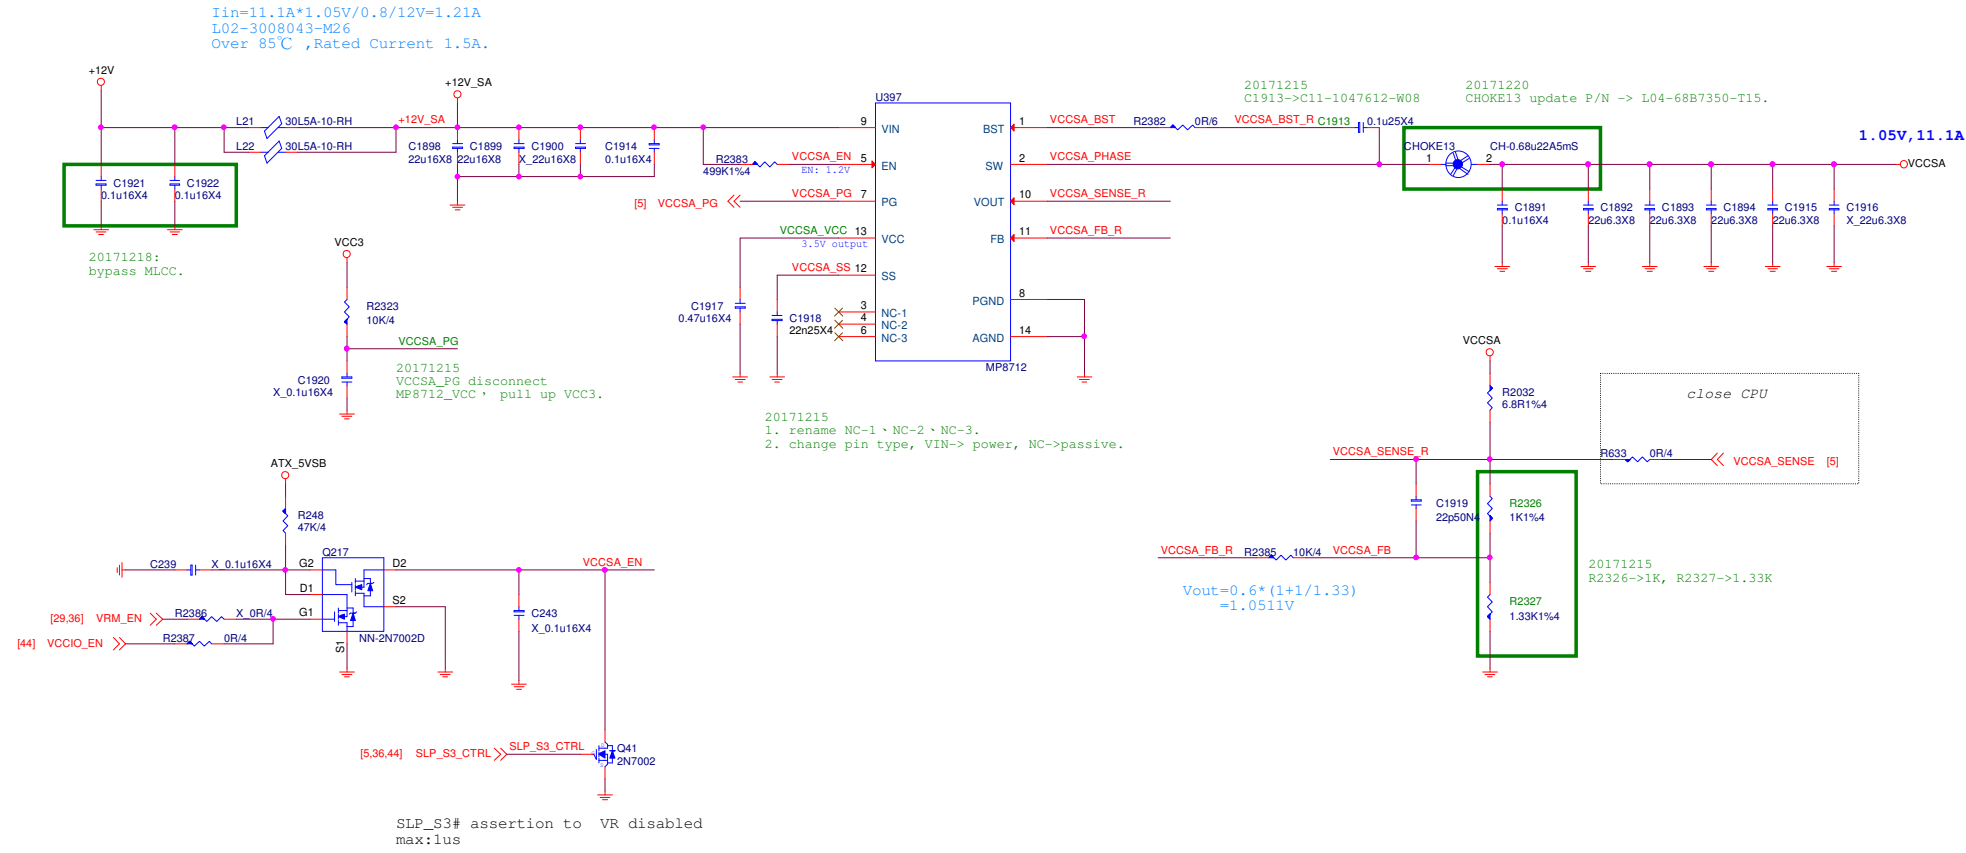 Iin=11.1A*1.05V/0.8/12V=1.21A
L02-3008043-M26
Over 85℃ ,Rated Current 1.5A.
+12V
L21 30L5A-10-RH
L22 30L5A-10-RH
+12V_SA
+12V_SA
C1921
0.1u16X4
C1922
0.1u16X4
20171218:
bypass MLCC.
C1898
22u16X8
C1899
22u16X8
C1900
X_22u16X8
C1914
0.1u16X4
R2383
499K1%4
VCCSA_EN
EN: 1.2V
[5] VCCSA_PG
VCCSA_PG
VCCSA_VCC
3.5V output
VCCSA_SS
C1917
0.47u16X4
C1918
22n25X4
U397
9 VIN
5 EN
7 PG
13 VCC
12 SS
3 NC-1
4 NC-2
6 NC-3
BST 1
SW 2
VOUT 10
FB 11
PGND 8
AGND 14
MP8712
VCCSA_BST
R2382 0R/6
VCCSA_BST_R
C1913 0.1u25X4
VCCSA_PHASE
VCCSA_SENSE_R
VCCSA_FB_R
20171215
C1913->C11-1047612-W08
20171220
CHOKE13 update P/N -> L04-68B7350-T15.
CHOKE13
CH-0.68u22A5mS
1 2
1.05V,11.1A
VCCSA
C1891
0.1u16X4
C1892
22u6.3X8
C1893
22u6.3X8
C1894
22u6.3X8
C1915
22u6.3X8
C1916
X_22u6.3X8
VCC3
R2323
10K/4
VCCSA_PG
C1920
X_0.1u16X4
20171215
VCCSA_PG disconnect
MP8712_VCC, pull up VCC3.
20171215
1. rename NC-1、NC-2、NC-3.
2. change pin type, VIN-> power, NC->passive.
ATX_5VSB
R248
47K/4
C239 X_0.1u16X4
Q217
G2
D1
G1
S1
D2
S2
NN-2N7002D
[29,36] VRM_EN
R2386 X_0R/4
[44] VCCIO_EN
R2387 0R/4
VCCSA_EN
C243
X_0.1u16X4
[5,36,44] SLP_S3_CTRL
SLP_S3_CTRL
Q41
2N7002
SLP_S3# assertion to VR disabled
max:1us
VCCSA
R2032
6.8R1%4
close CPU
VCCSA_SENSE_R
R633 0R/4
VCCSA_SENSE [5]
C1919
22p50N4
R2326
1K1%4
VCCSA_FB_R
R2385 10K/4
VCCSA_FB
Vout=0.6*(1+1/1.33)
=1.0511V
R2327
1.33K1%4
20171215
R2326->1K, R2327->1.33K